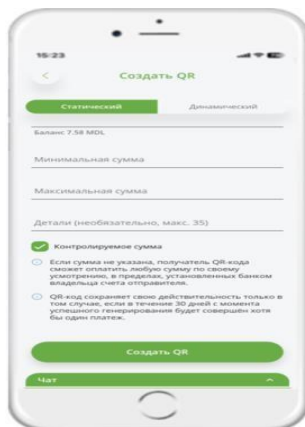 15:23
Создать QR
Статический Динамический
Баланс 7.58 MDL
Минимальная сумма
Максимальная сумма
Детали (необязательно, макс. 35)
Контролируемое сумма
Если сумма не указана, получатель QR-кода
сможет оплатить любую сумму по своему
усмотрению, в пределах, установленных банком
владельца счета отправителя.
QR-код сохраняет свою действительность только в
том случае, если в течение 30 дней с момента
успешного генерирования будет совершен хотя
бы один платеж.
Создать QR
Чат